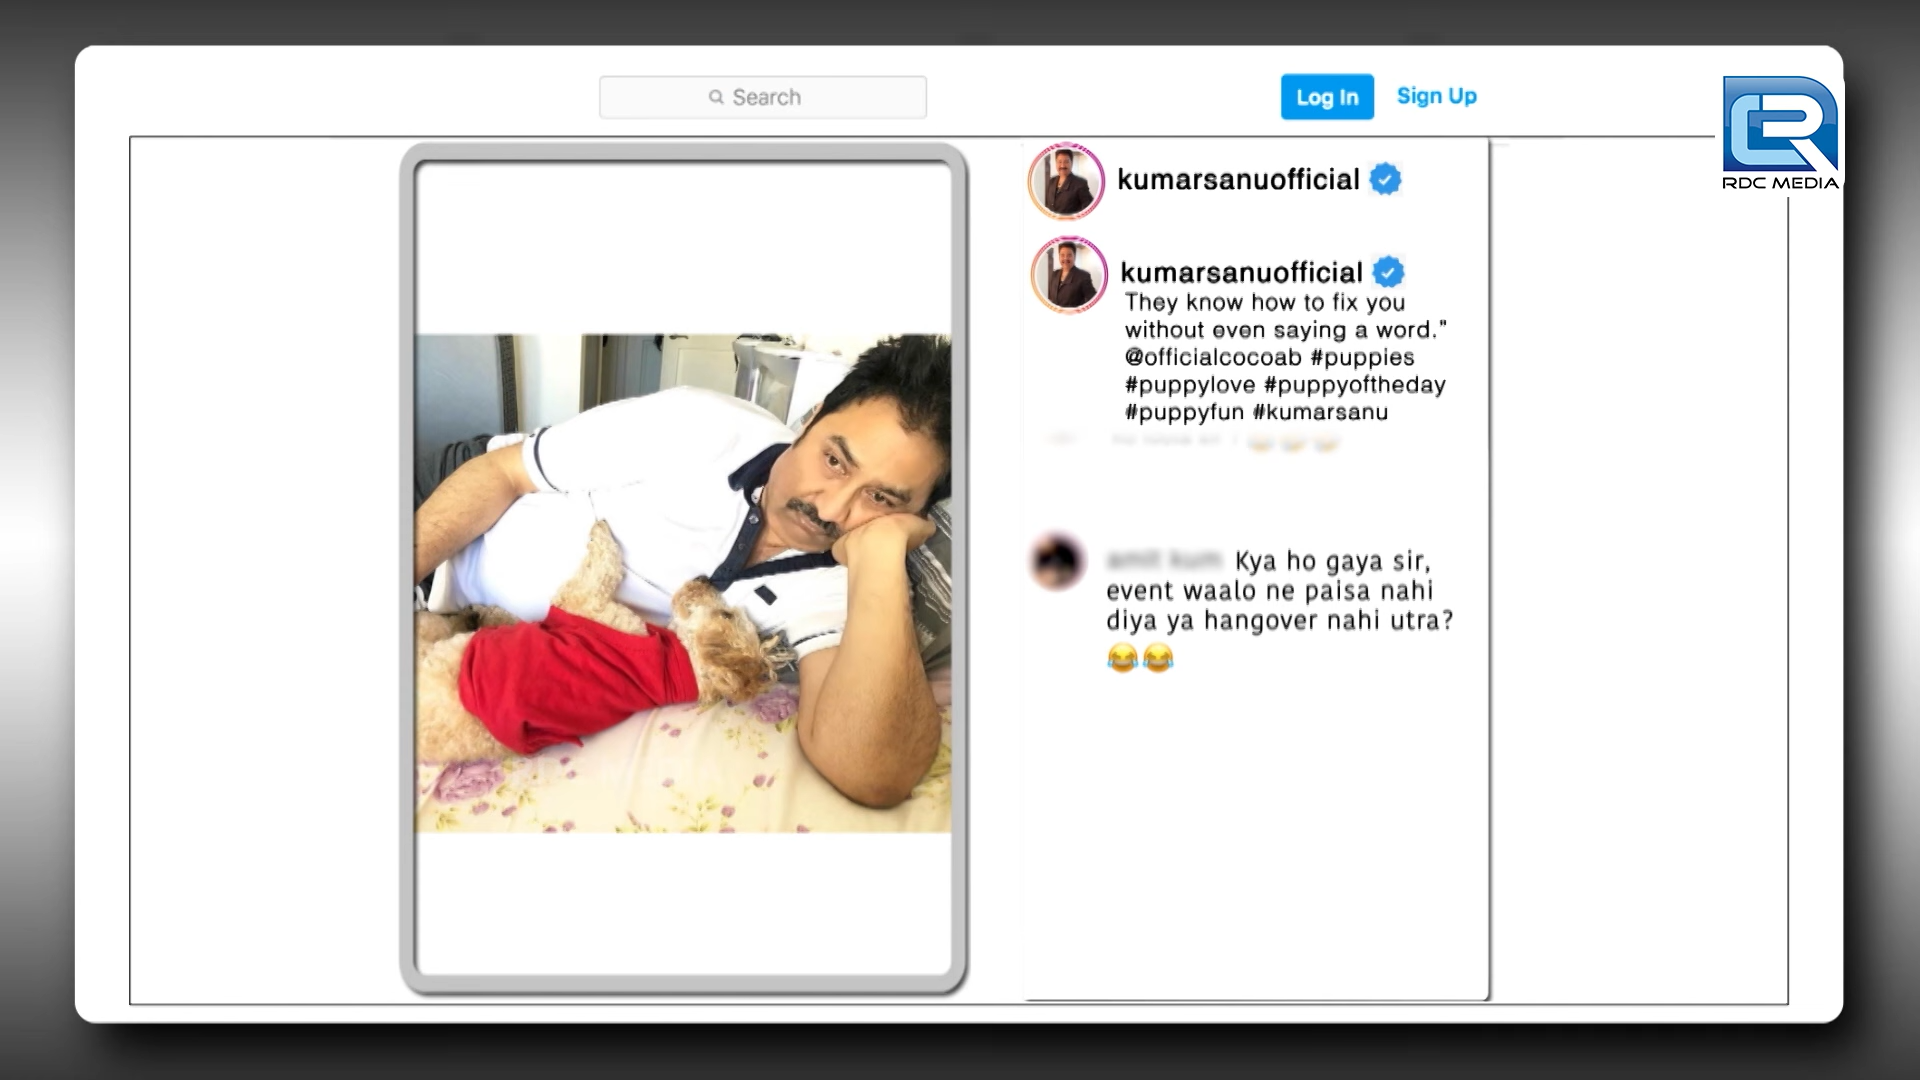 Search
Log In
Sign Up
RDC MEDIA
kumarsanuofficial
kumarsanuofficial
They know how to fix you
without even saying a word."
@officialcocoab #puppies
#puppylove #puppyoftheday
#puppyfun #kumarsanu
Kya ho gaya sir,
event waalo ne paisa nahi
diya ya hangover nahi utra?
😂😂